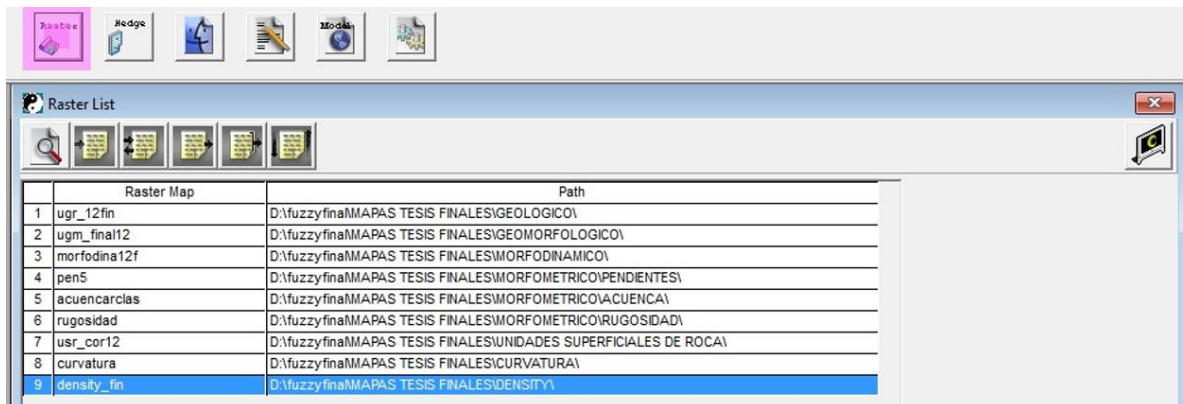 Raster Hedge Model
Raster List
Raster Map Path
1 ugr_12fin D:\fuzzyfinal\MAPAS TESIS FINALES\GEOLOGICO\
2 ugm_final12 D:\fuzzyfinal\MAPAS TESIS FINALES\GEOMORFOLOGICO\
3 morfodina12f D:\fuzzyfinal\MAPAS TESIS FINALES\MORFODINAMICO\
4 pen5 D:\fuzzyfinal\MAPAS TESIS FINALES\MORFOMETRICO\PENDIENTES\
5 acuencarclas D:\fuzzyfinal\MAPAS TESIS FINALES\MORFOMETRICO\ACUENCA\
6 rugosidad D:\fuzzyfinal\MAPAS TESIS FINALES\MORFOMETRICO\RUGOSIDAD\
7 usr_cor12 D:\fuzzyfinal\MAPAS TESIS FINALES\UNIDADES SUPERFICIALES DE ROCA\
8 curvatura D:\fuzzyfinal\MAPAS TESIS FINALES\CURVATURA\
9 density_fin D:\fuzzyfinal\MAPAS TESIS FINALES\DENSITY\